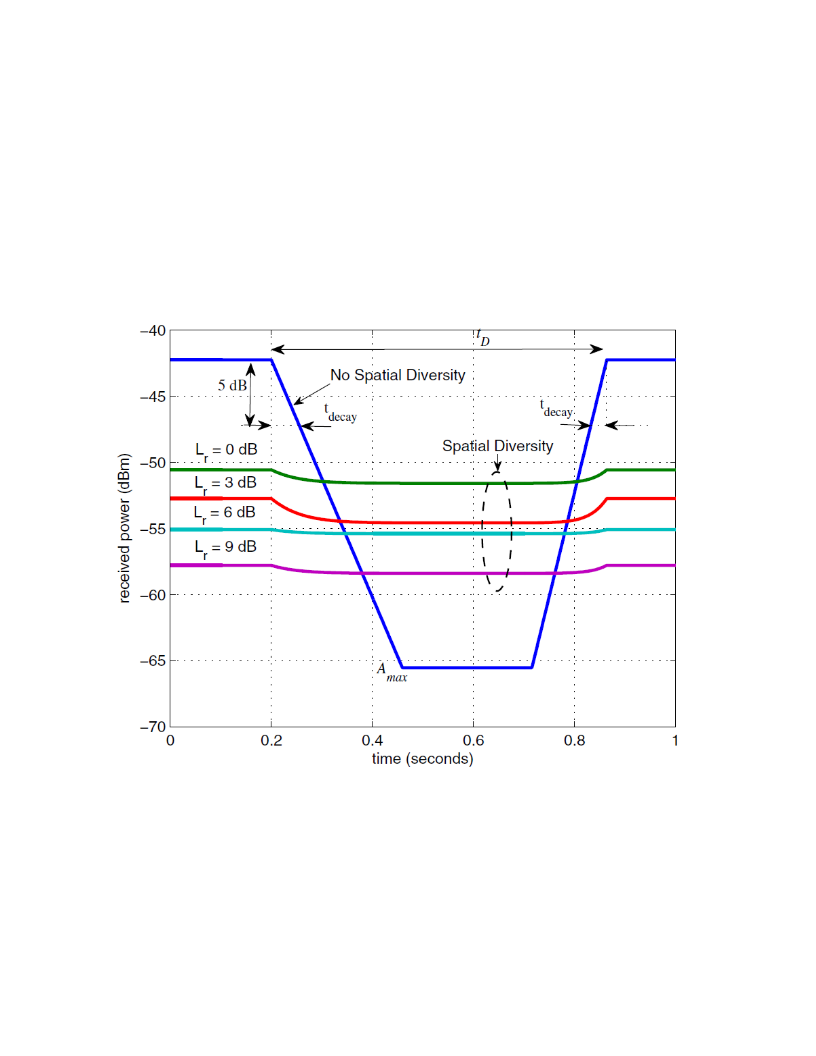 −40
t_D
No Spatial Diversity
5 dB
−45
t_decay
t_decay
Spatial Diversity
L_r = 0 dB
−50
L_r = 3 dB
L_r = 6 dB
−55
L_r = 9 dB
received power (dBm)
−60
−65
A_max
−70
0
0.2
0.4
0.6
0.8
1
time (seconds)